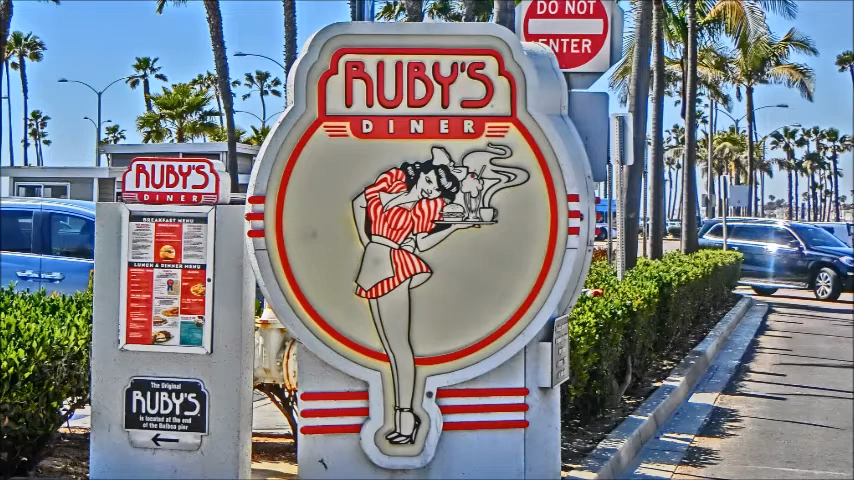 DO NOT
ENTER
RUBY'S
DINER
RUBY'S
DINER
BREAKFAST MENU
LUNCH & DINNER MENU
The Original
RUBY'S
is located at the end
of the Balboa pier